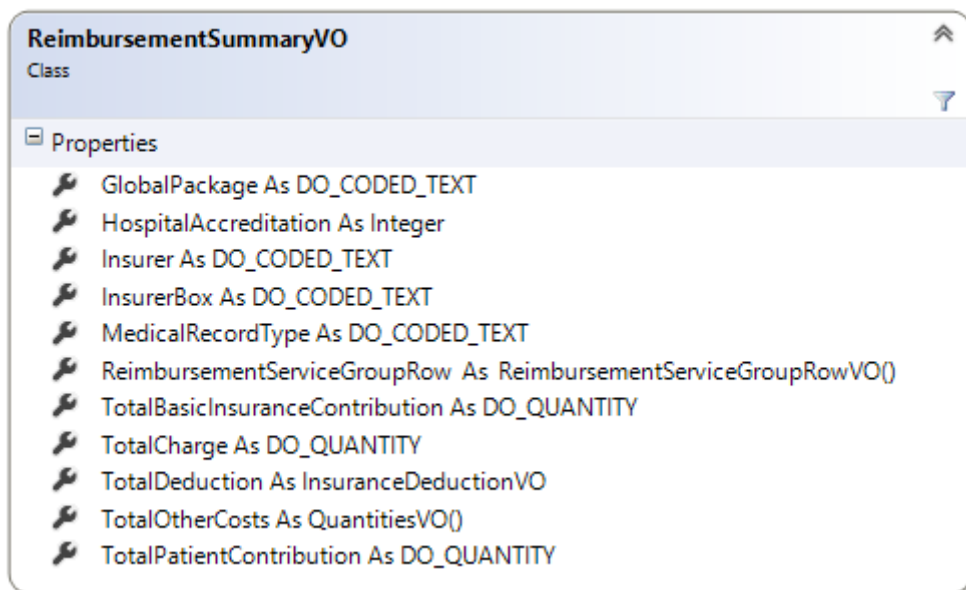 ReimbursementSummaryVO
Class
Properties
GlobalPackage As DO_CODED_TEXT
HospitalAccreditation As Integer
Insurer As DO_CODED_TEXT
InsurerBox As DO_CODED_TEXT
MedicalRecordType As DO_CODED_TEXT
ReimbursementServiceGroupRow As ReimbursementServiceGroupRowVO()
TotalBasicInsuranceContribution As DO_QUANTITY
TotalCharge As DO_QUANTITY
TotalDeduction As InsuranceDeductionVO
TotalOtherCosts As QuantitiesVO()
TotalPatientContribution As DO_QUANTITY